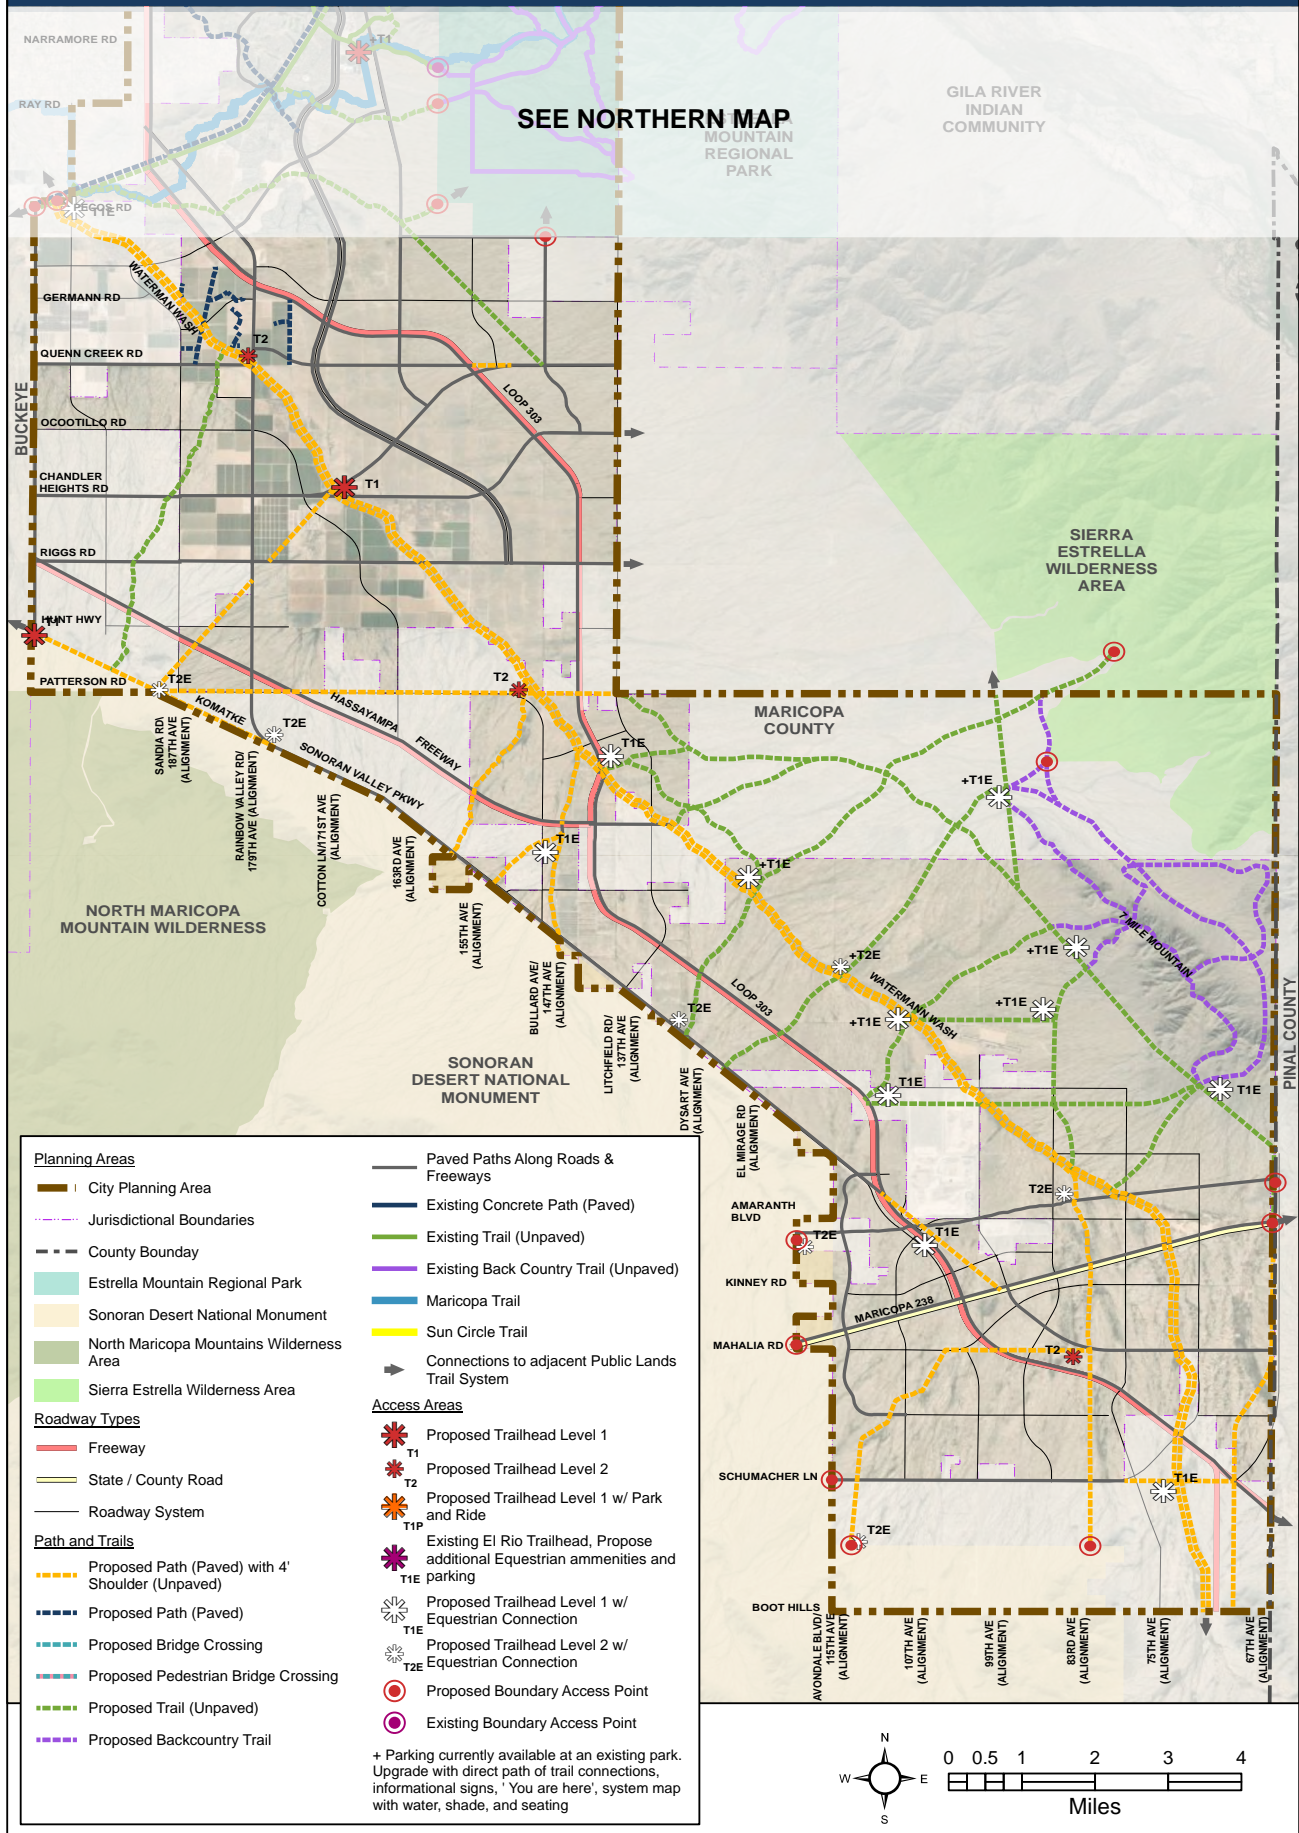 NARRAMORE RD
+T1
RAY RD
SEE NORTHERN MAP
MOUNTAIN
REGIONAL
PARK
GILA RIVER
INDIAN
COMMUNITY
PECOS RD
T1E
WATERMAN WASH
GERMANN RD
T2
QUENN CREEK RD
LOOP 303
BUCKEYE
OCOOTILLO RD
CHANDLER
HEIGHTS RD
T1
RIGGS RD
SIERRA
ESTRELLA
WILDERNESS
AREA
HUNT HWY
T1
PATTERSON RD
T2E
T2
KOMATKE
HASSAYAMPA
FREEWAY
T2E
SONORAN VALLEY PKWY
MARICOPA
COUNTY
T1E
+T1E
SANDIA RD\
187TH AVE
(ALIGNMENT)
RAINBOW VALLEY RD/
179TH AVE (ALIGNMENT)
COTTON LN/171ST AVE
(ALIGNMENT)
163RD AVE
(ALIGNMENT)
T1E
+T1E
NORTH MARICOPA
MOUNTAIN WILDERNESS
155TH AVE
(ALIGNMENT)
BULLARD AVE/
147TH AVE
(ALIGNMENT)
LITCHFIELD RD/
137TH AVE
(ALIGNMENT)
7 MILE MOUNTAIN
+T1E
+T2E
LOOP 303
WATERMANN WASH
+T1E
+T1E
T2E
PINAL COUNTY
SONORAN
DESERT NATIONAL
MONUMENT
DYSART AVE
(ALIGNMENT)
EL MIRAGE RD
(ALIGNMENT)
T1E
T1E
T2E
AMARANTH
BLVD
T2E
T1E
KINNEY RD
MARICOPA 238
MAHALIA RD
T2
SCHUMACHER LN
T1E
T2E
BOOT HILLS
AVONDALE BLVD/
115TH AVE
(ALIGNMENT)
107TH AVE
(ALIGNMENT)
99TH AVE
(ALIGNMENT)
83RD AVE
(ALIGNMENT)
75TH AVE
(ALIGNMENT)
67TH AVE
(ALIGNMENT)
Planning Areas
City Planning Area
Jurisdictional Boundaries
County Bounday
Estrella Mountain Regional Park
Sonoran Desert National Monument
North Maricopa Mountains Wilderness
Area
Sierra Estrella Wilderness Area
Roadway Types
Freeway
State / County Road
Roadway System
Path and Trails
Proposed Path (Paved) with 4'
Shoulder (Unpaved)
Proposed Path (Paved)
Proposed Bridge Crossing
Proposed Pedestrian Bridge Crossing
Proposed Trail (Unpaved)
Proposed Backcountry Trail
Paved Paths Along Roads &
Freeways
Existing Concrete Path (Paved)
Existing Trail (Unpaved)
Existing Back Country Trail (Unpaved)
Maricopa Trail
Sun Circle Trail
Connections to adjacent Public Lands
Trail System
Access Areas
T1 Proposed Trailhead Level 1
T2 Proposed Trailhead Level 2
Proposed Trailhead Level 1 w/ Park
T1P and Ride
Existing El Rio Trailhead, Propose
additional Equestrian ammenities and
T1E parking
Proposed Trailhead Level 1 w/
T1E Equestrian Connection
Proposed Trailhead Level 2 w/
T2E Equestrian Connection
Proposed Boundary Access Point
Existing Boundary Access Point
+ Parking currently available at an existing park.
Upgrade with direct path of trail connections,
informational signs, ' You are here', system map
with water, shade, and seating
N
W E
S
0 0.5 1 2 3 4
Miles